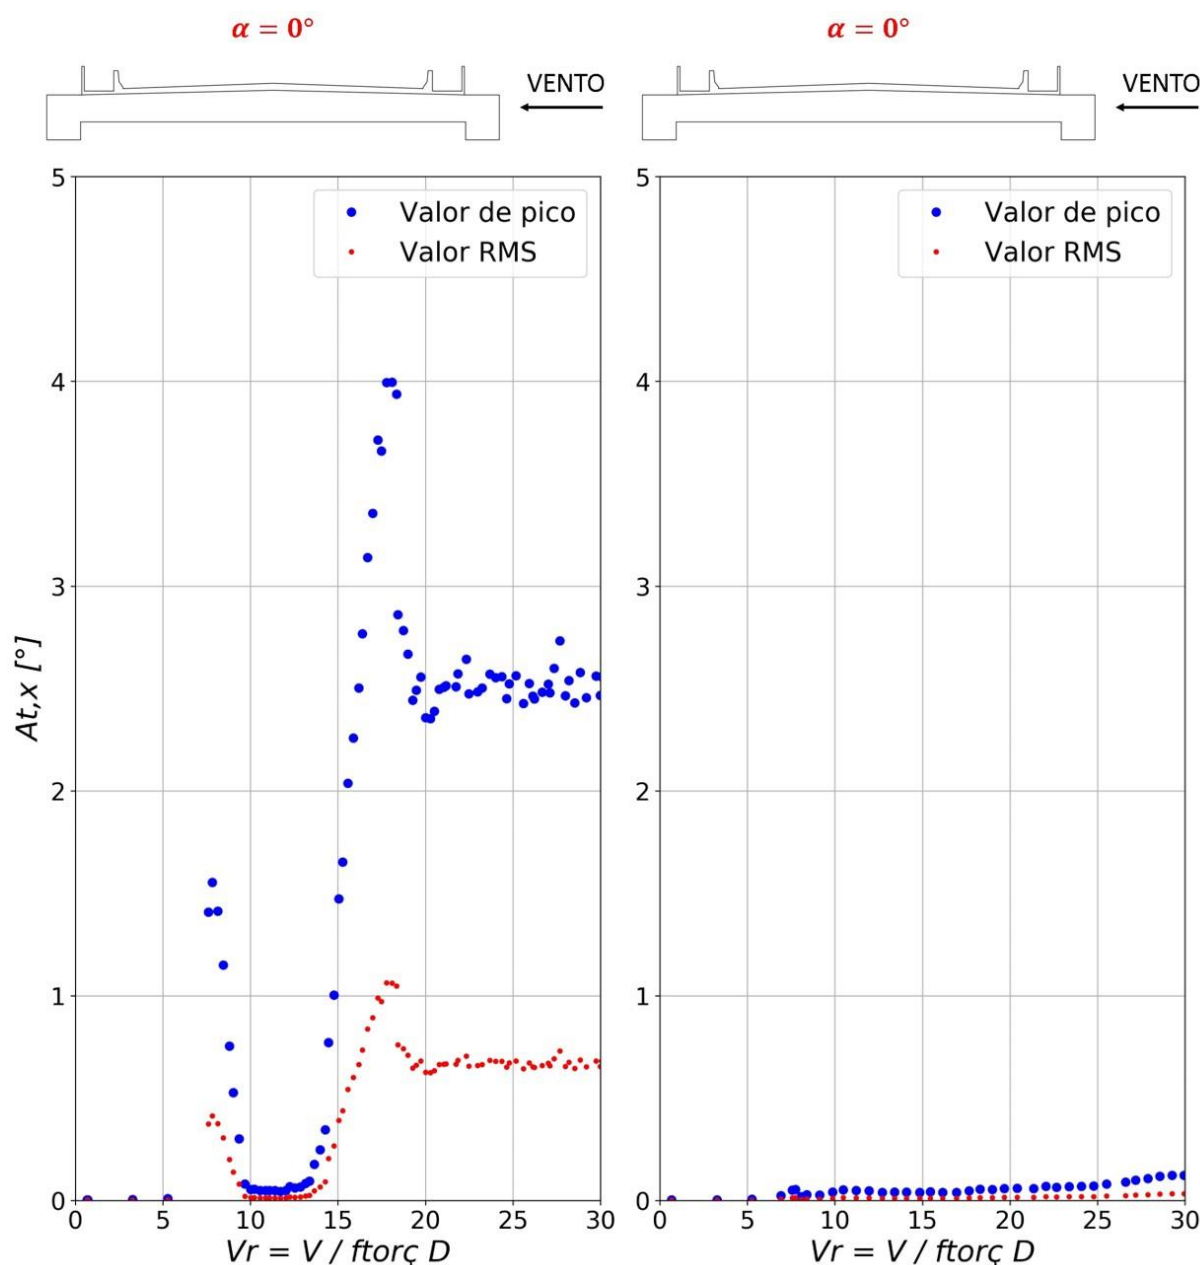 α = 0°
VENTO
5
4
3
2
1
0
At,x [°]
Valor de pico
Valor RMS
0 5 10 15 20 25 30
Vr = V / ftorç D
α = 0°
VENTO
5
4
3
2
1
0
Valor de pico
Valor RMS
0 5 10 15 20 25 30
Vr = V / ftorç D